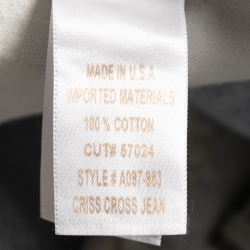 MADE IN U.S.A
IMPORTED MATERIALS
100 % COTTON
CUT# 57024
STYLE # A097-983
CRISS CROSS JEAN